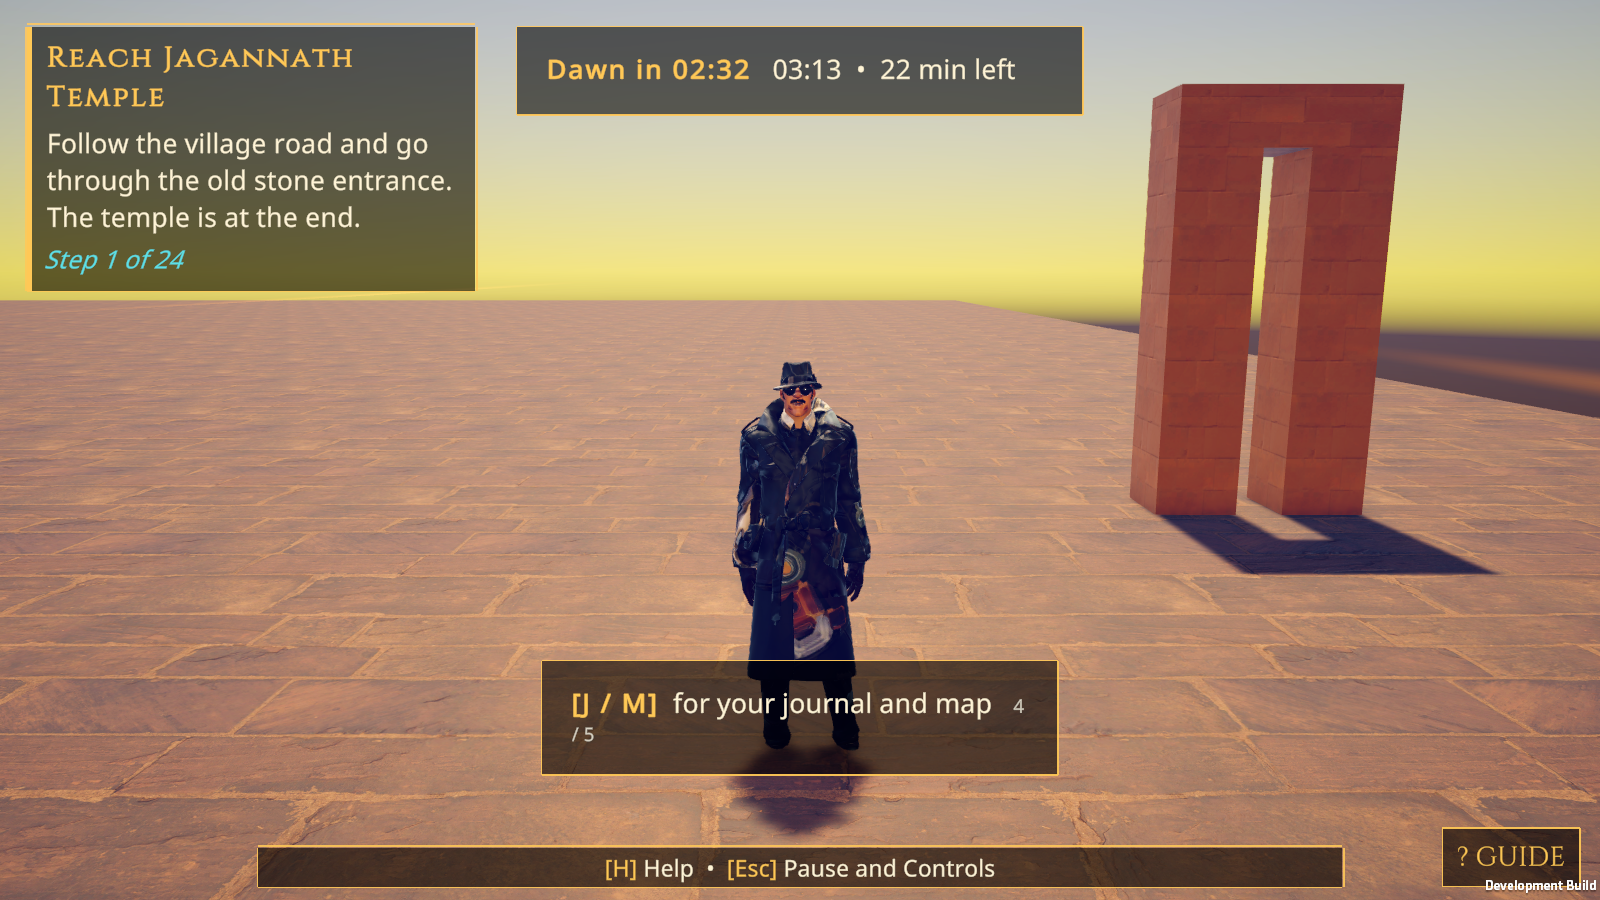 Reach Jagannath
Temple
Follow the village road and go
through the old stone entrance.
The temple is at the end.
Step 1 of 24
Dawn in 02:32 03:13 • 22 min left
[J / M] for your journal and map 4
/ 5
[H] Help • [Esc] Pause and Controls
? GUIDE
Development Build